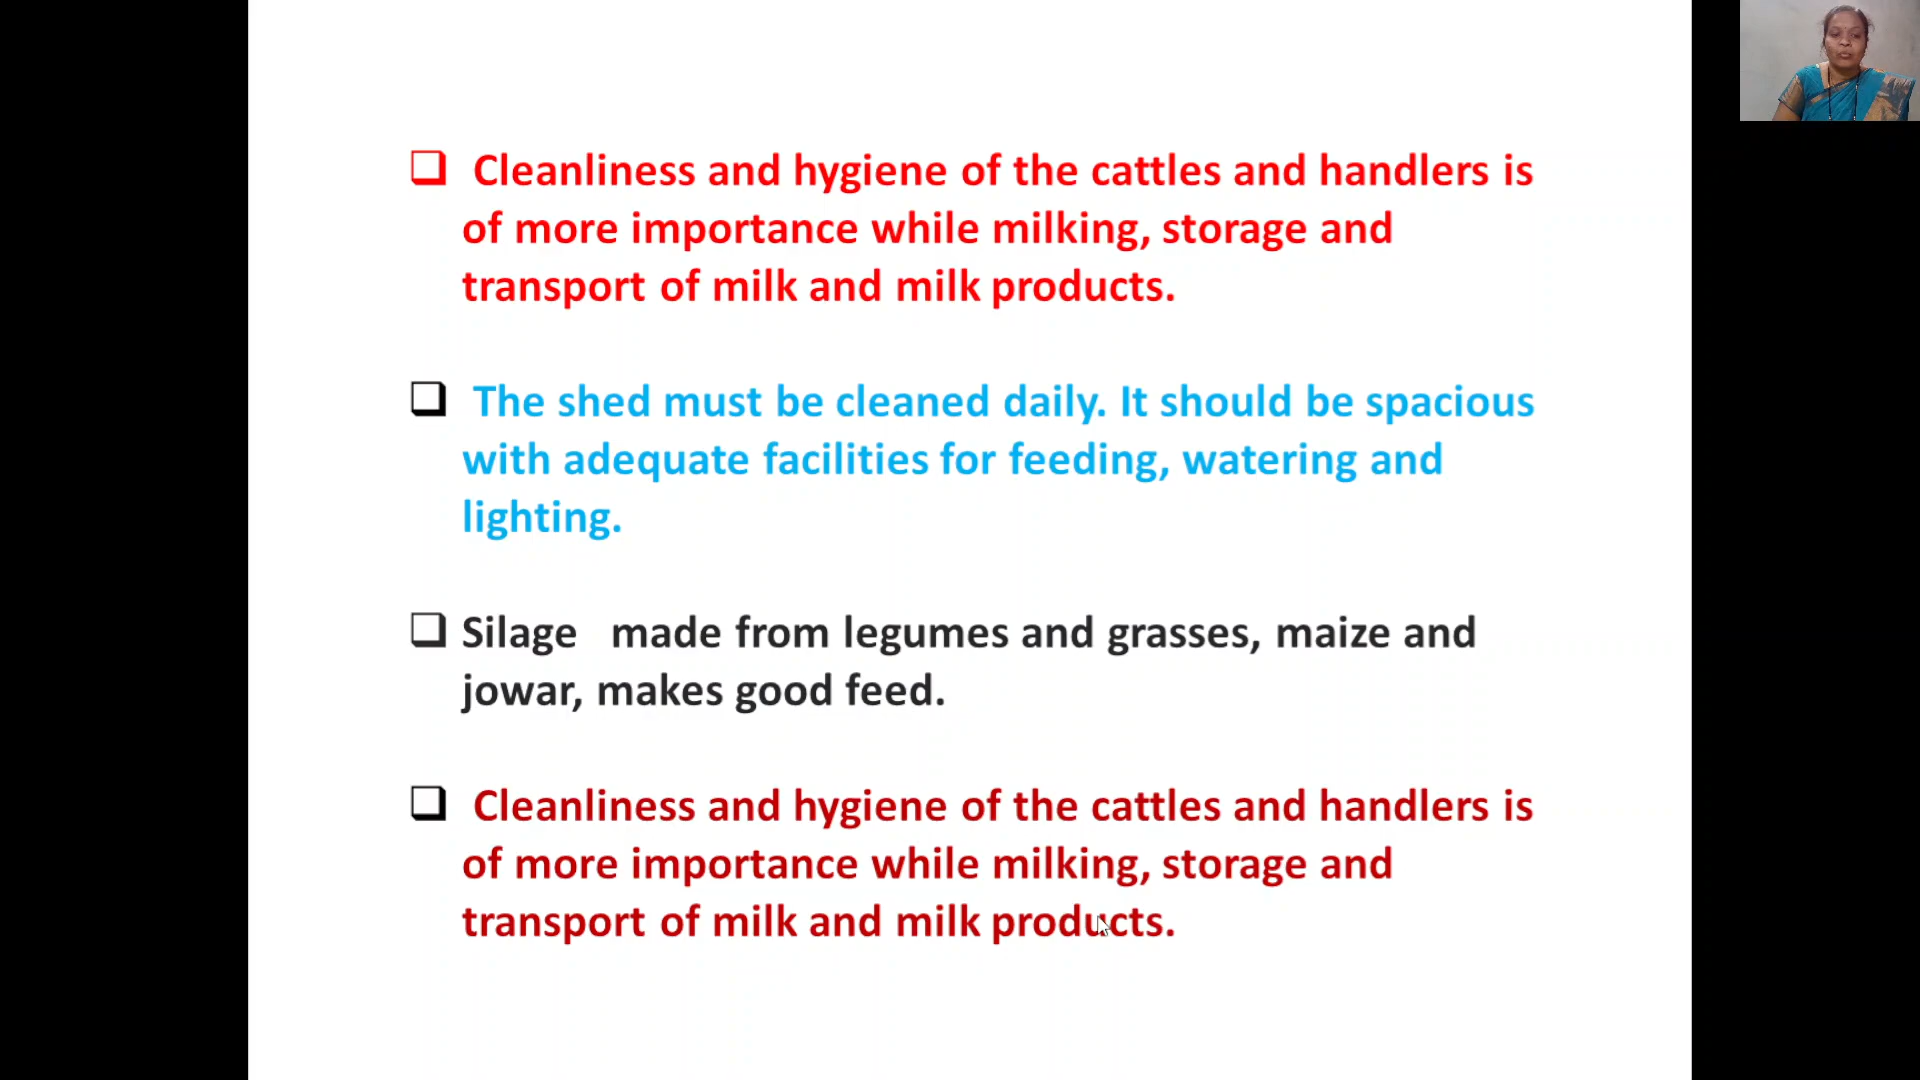 Cleanliness and hygiene of the cattles and handlers is
of more importance while milking, storage and
transport of milk and milk products.
The shed must be cleaned daily. It should be spacious
with adequate facilities for feeding, watering and
lighting.
Silage made from legumes and grasses, maize and
jowar, makes good feed.
Cleanliness and hygiene of the cattles and handlers is
of more importance while milking, storage and
transport of milk and milk products.